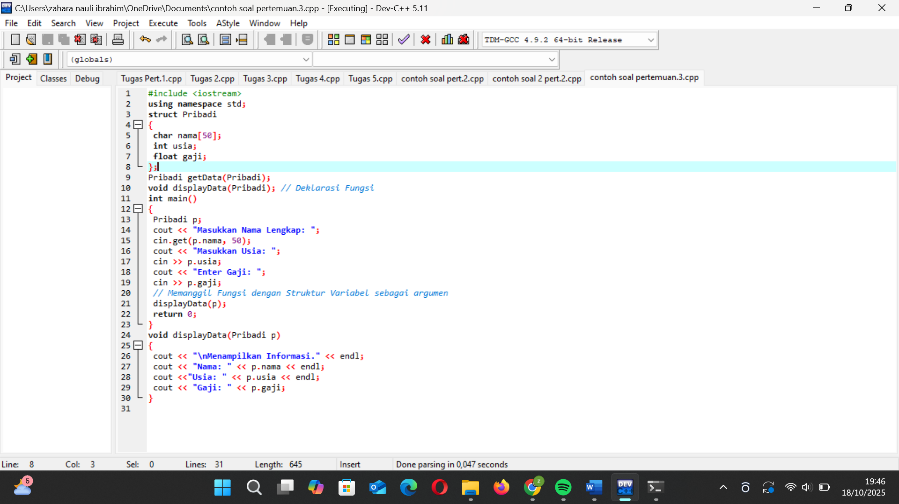 C:\Users\zahara nauli ibrahim\OneDrive\Documents\contoh soal pertemuan.3.cpp - [Executing] - Dev-C++ 5.11
File Edit Search View Project Execute Tools AStyle Window Help
TDM-GCC 4.9.2 64-bit Release
(globals)
Project Classes Debug Tugas Pert.1.cpp Tugas 2.cpp Tugas 3.cpp Tugas 4.cpp Tugas 5.cpp contoh soal pert.2.cpp contoh soal 2 pert.2.cpp contoh soal pertemuan.3.cpp
1 #include <iostream>
2 using namespace std;
3 struct Pribadi
4 {
5 char nama[50];
6 int usia;
7 float gaji;
8 };
9 Pribadi getData(Pribadi);
10 void displayData(Pribadi); // Deklarasi Fungsi
11 int main()
12 {
13 Pribadi p;
14 cout << "Masukkan Nama Lengkap: ";
15 cin.get(p.nama, 50);
16 cout << "Masukkan Usia: ";
17 cin >> p.usia;
18 cout << "Enter Gaji: ";
19 cin >> p.gaji;
20 // Memanggil Fungsi dengan Struktur Variabel sebagai argumen
21 displayData(p);
22 return 0;
23 }
24 void displayData(Pribadi p)
25 {
26 cout << "\nMenampilkan Informasi." << endl;
27 cout << "Nama: " << p.nama << endl;
28 cout <<"Usia: " << p.usia << endl;
29 cout << "Gaji: " << p.gaji;
30 }
31
Line: 8 Col: 3 Sel: 0 Lines: 31 Length: 645 Insert Done parsing in 0,047 seconds
6
2
DEV
19:46
18/10/2025